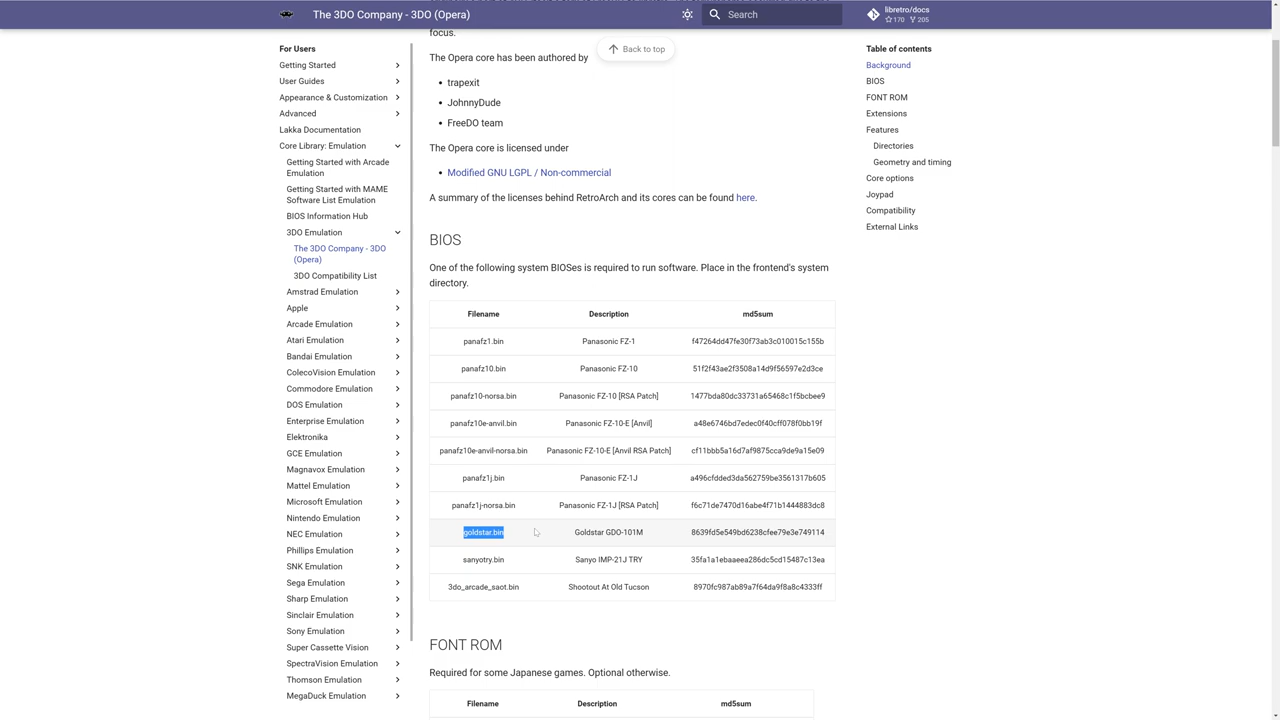 The 3DO Company - 3DO (Opera)
Search
libretro/docs
170 205
For Users
Getting Started
User Guides
Appearance & Customization
Advanced
Lakka Documentation
Core Library: Emulation
Getting Started with Arcade
Emulation
Getting Started with MAME
Software List Emulation
BIOS Information Hub
3DO Emulation
The 3DO Company - 3DO
(Opera)
3DO Compatibility List
Amstrad Emulation
Apple
Arcade Emulation
Atari Emulation
Bandai Emulation
ColecoVision Emulation
Commodore Emulation
DOS Emulation
Enterprise Emulation
Elektronika
GCE Emulation
Magnavox Emulation
Mattel Emulation
Microsoft Emulation
Nintendo Emulation
NEC Emulation
Phillips Emulation
SNK Emulation
Sega Emulation
Sharp Emulation
Sinclair Emulation
Sony Emulation
Super Cassette Vision
SpectraVision Emulation
Thomson Emulation
MegaDuck Emulation
focus.
Back to top
The Opera core has been authored by
• trapexit
• JohnnyDude
• FreeDO team
The Opera core is licensed under
• Modified GNU LGPL / Non-commercial
A summary of the licenses behind RetroArch and its cores can be found here.
BIOS
One of the following system BIOSes is required to run software. Place in the frontend's system
directory.
Filename Description md5sum
panafz1.bin Panasonic FZ-1 f47264dd47fe30f73ab3c010015c155b
panafz10.bin Panasonic FZ-10 51f2f43ae2f3508a14d9f56597e2d3ce
panafz10-norsa.bin Panasonic FZ-10 [RSA Patch] 1477bda80dc33731a65468c1f5bcbee9
panafz10e-anvil.bin Panasonic FZ-10-E [Anvil] a48e6746bd7edec0f40cff078f0bb19f
panafz10e-anvil-norsa.bin Panasonic FZ-10-E [Anvil RSA Patch] cf11bbb5a16d7af9875cca9de9a15e09
panafz1j.bin Panasonic FZ-1J a496cfdded3da562759be3561317b605
panafz1j-norsa.bin Panasonic FZ-1J [RSA Patch] f6c71de7470d16abe4f71b1444883dc8
goldstar.bin Goldstar GDO-101M 8639fd5e549bd6238cfee79e3e749114
sanyotry.bin Sanyo IMP-21J TRY 35fa1a1ebaaeea286dc5cd15487c13ea
3do_arcade_saot.bin Shootout At Old Tucson 8970fc987ab89a7f64da9f8a8c4333ff
FONT ROM
Required for some Japanese games. Optional otherwise.
Filename Description md5sum
Table of contents
Background
BIOS
FONT ROM
Extensions
Features
Directories
Geometry and timing
Core options
Joypad
Compatibility
External Links